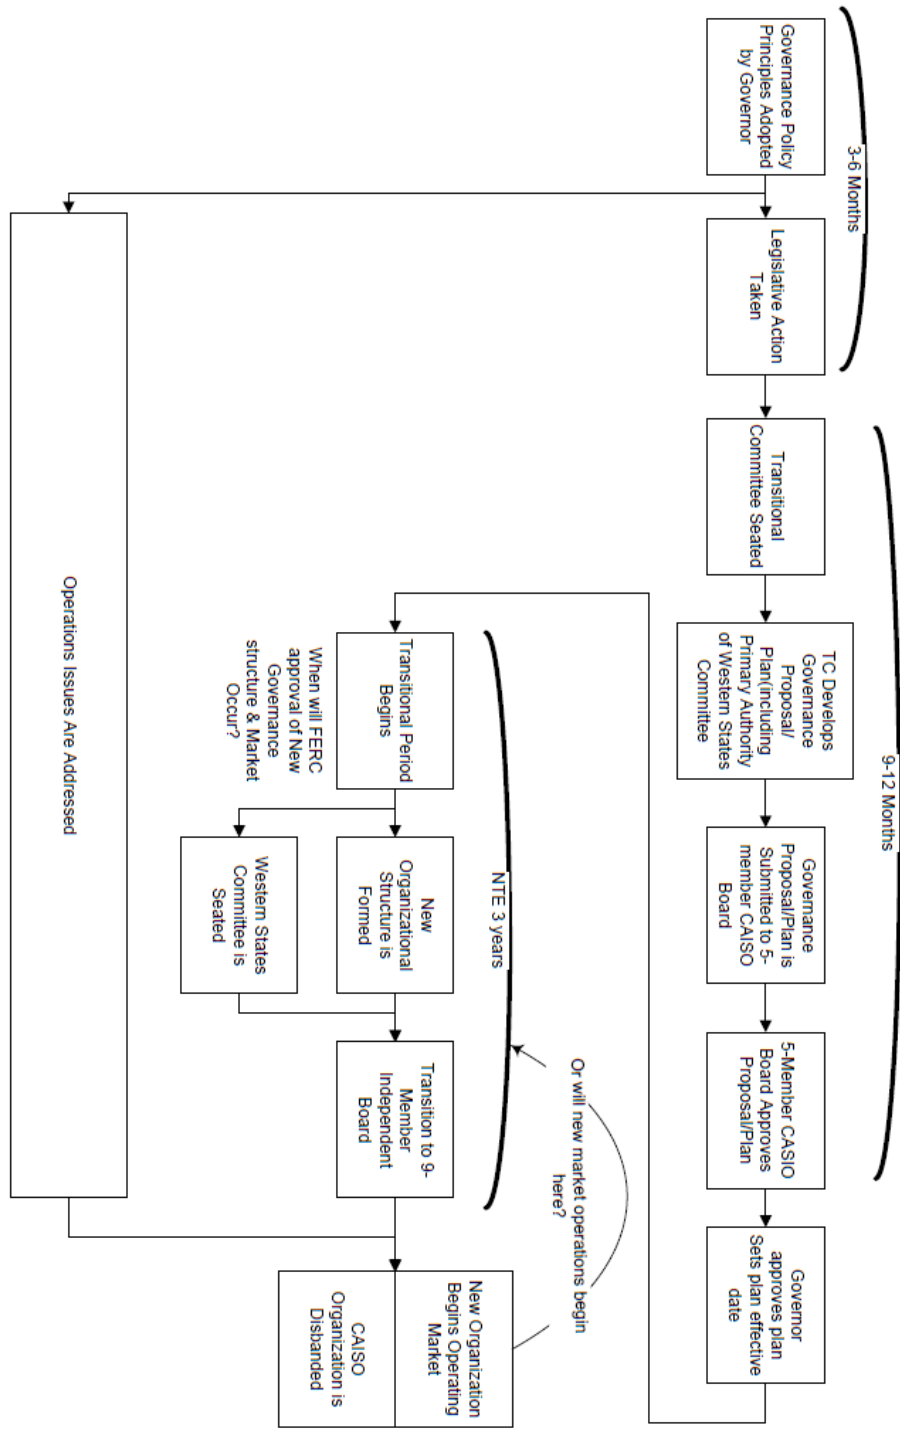 3-6 Months
Governance Policy
Principles Adopted
by Governor
Legislative Action
Taken
9-12 Months
Transitional
Committee Seated
TC Develops
Governance
Proposal/
Plan(including
Primary Authority
of Western States
Committee
Governance
Proposal/Plan is
Submitted to 5-
member CAISO
Board
5-Member CASIO
Board Approves
Proposal/Plan
Governor
approves plan
Sets plan effective
date
NTE 3 years
Transitional Period
Begins
When will FERC
approval of New
Governance
structure & Market
Occur?
New
Organizational
Structure is
Formed
Western States
Committee is
Seated
Transition to 9-
Member
Independent
Board
Or will new market operations begin
here?
New Organization
Begins Operating
Market
CAISO
Organization is
Disbanded
Operations Issues Are Addressed